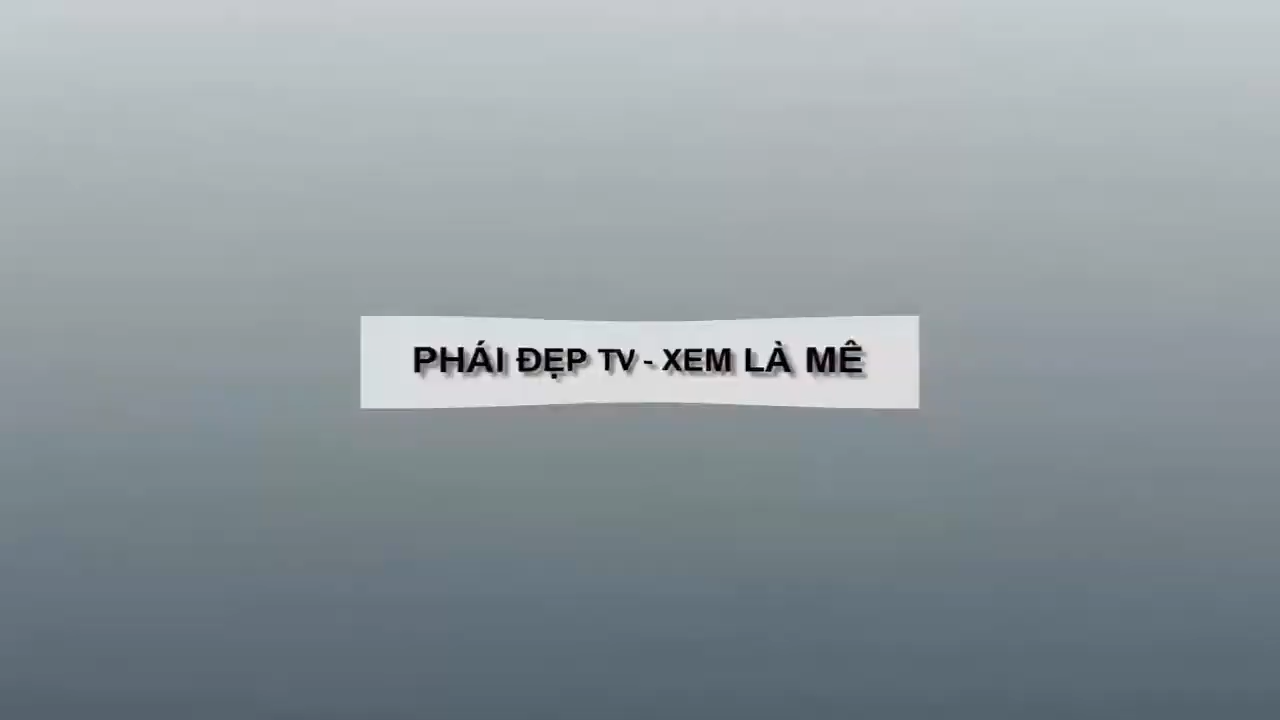 PHÁI ĐẸP TV - XEM LÀ MÊ